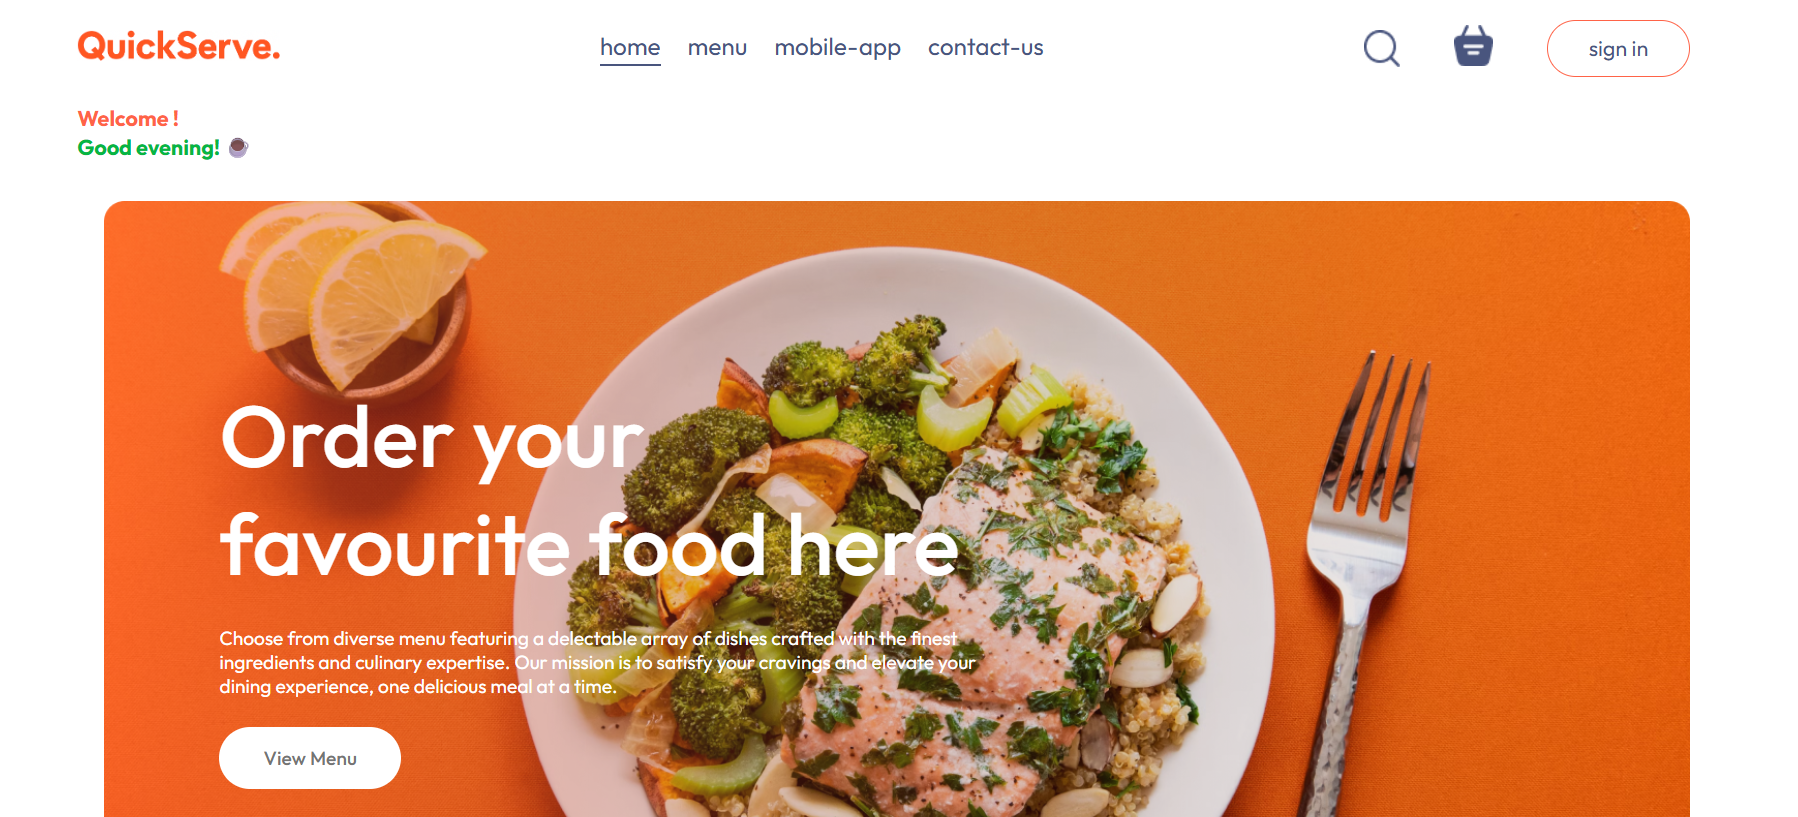 QuickServe.
home menu mobile-app contact-us
sign in
Welcome !
Good evening!
Order your
favourite food here
Choose from diverse menu featuring a delectable array of dishes crafted with the finest
ingredients and culinary expertise. Our mission is to satisfy your cravings and elevate your
dining experience, one delicious meal at a time.
View Menu